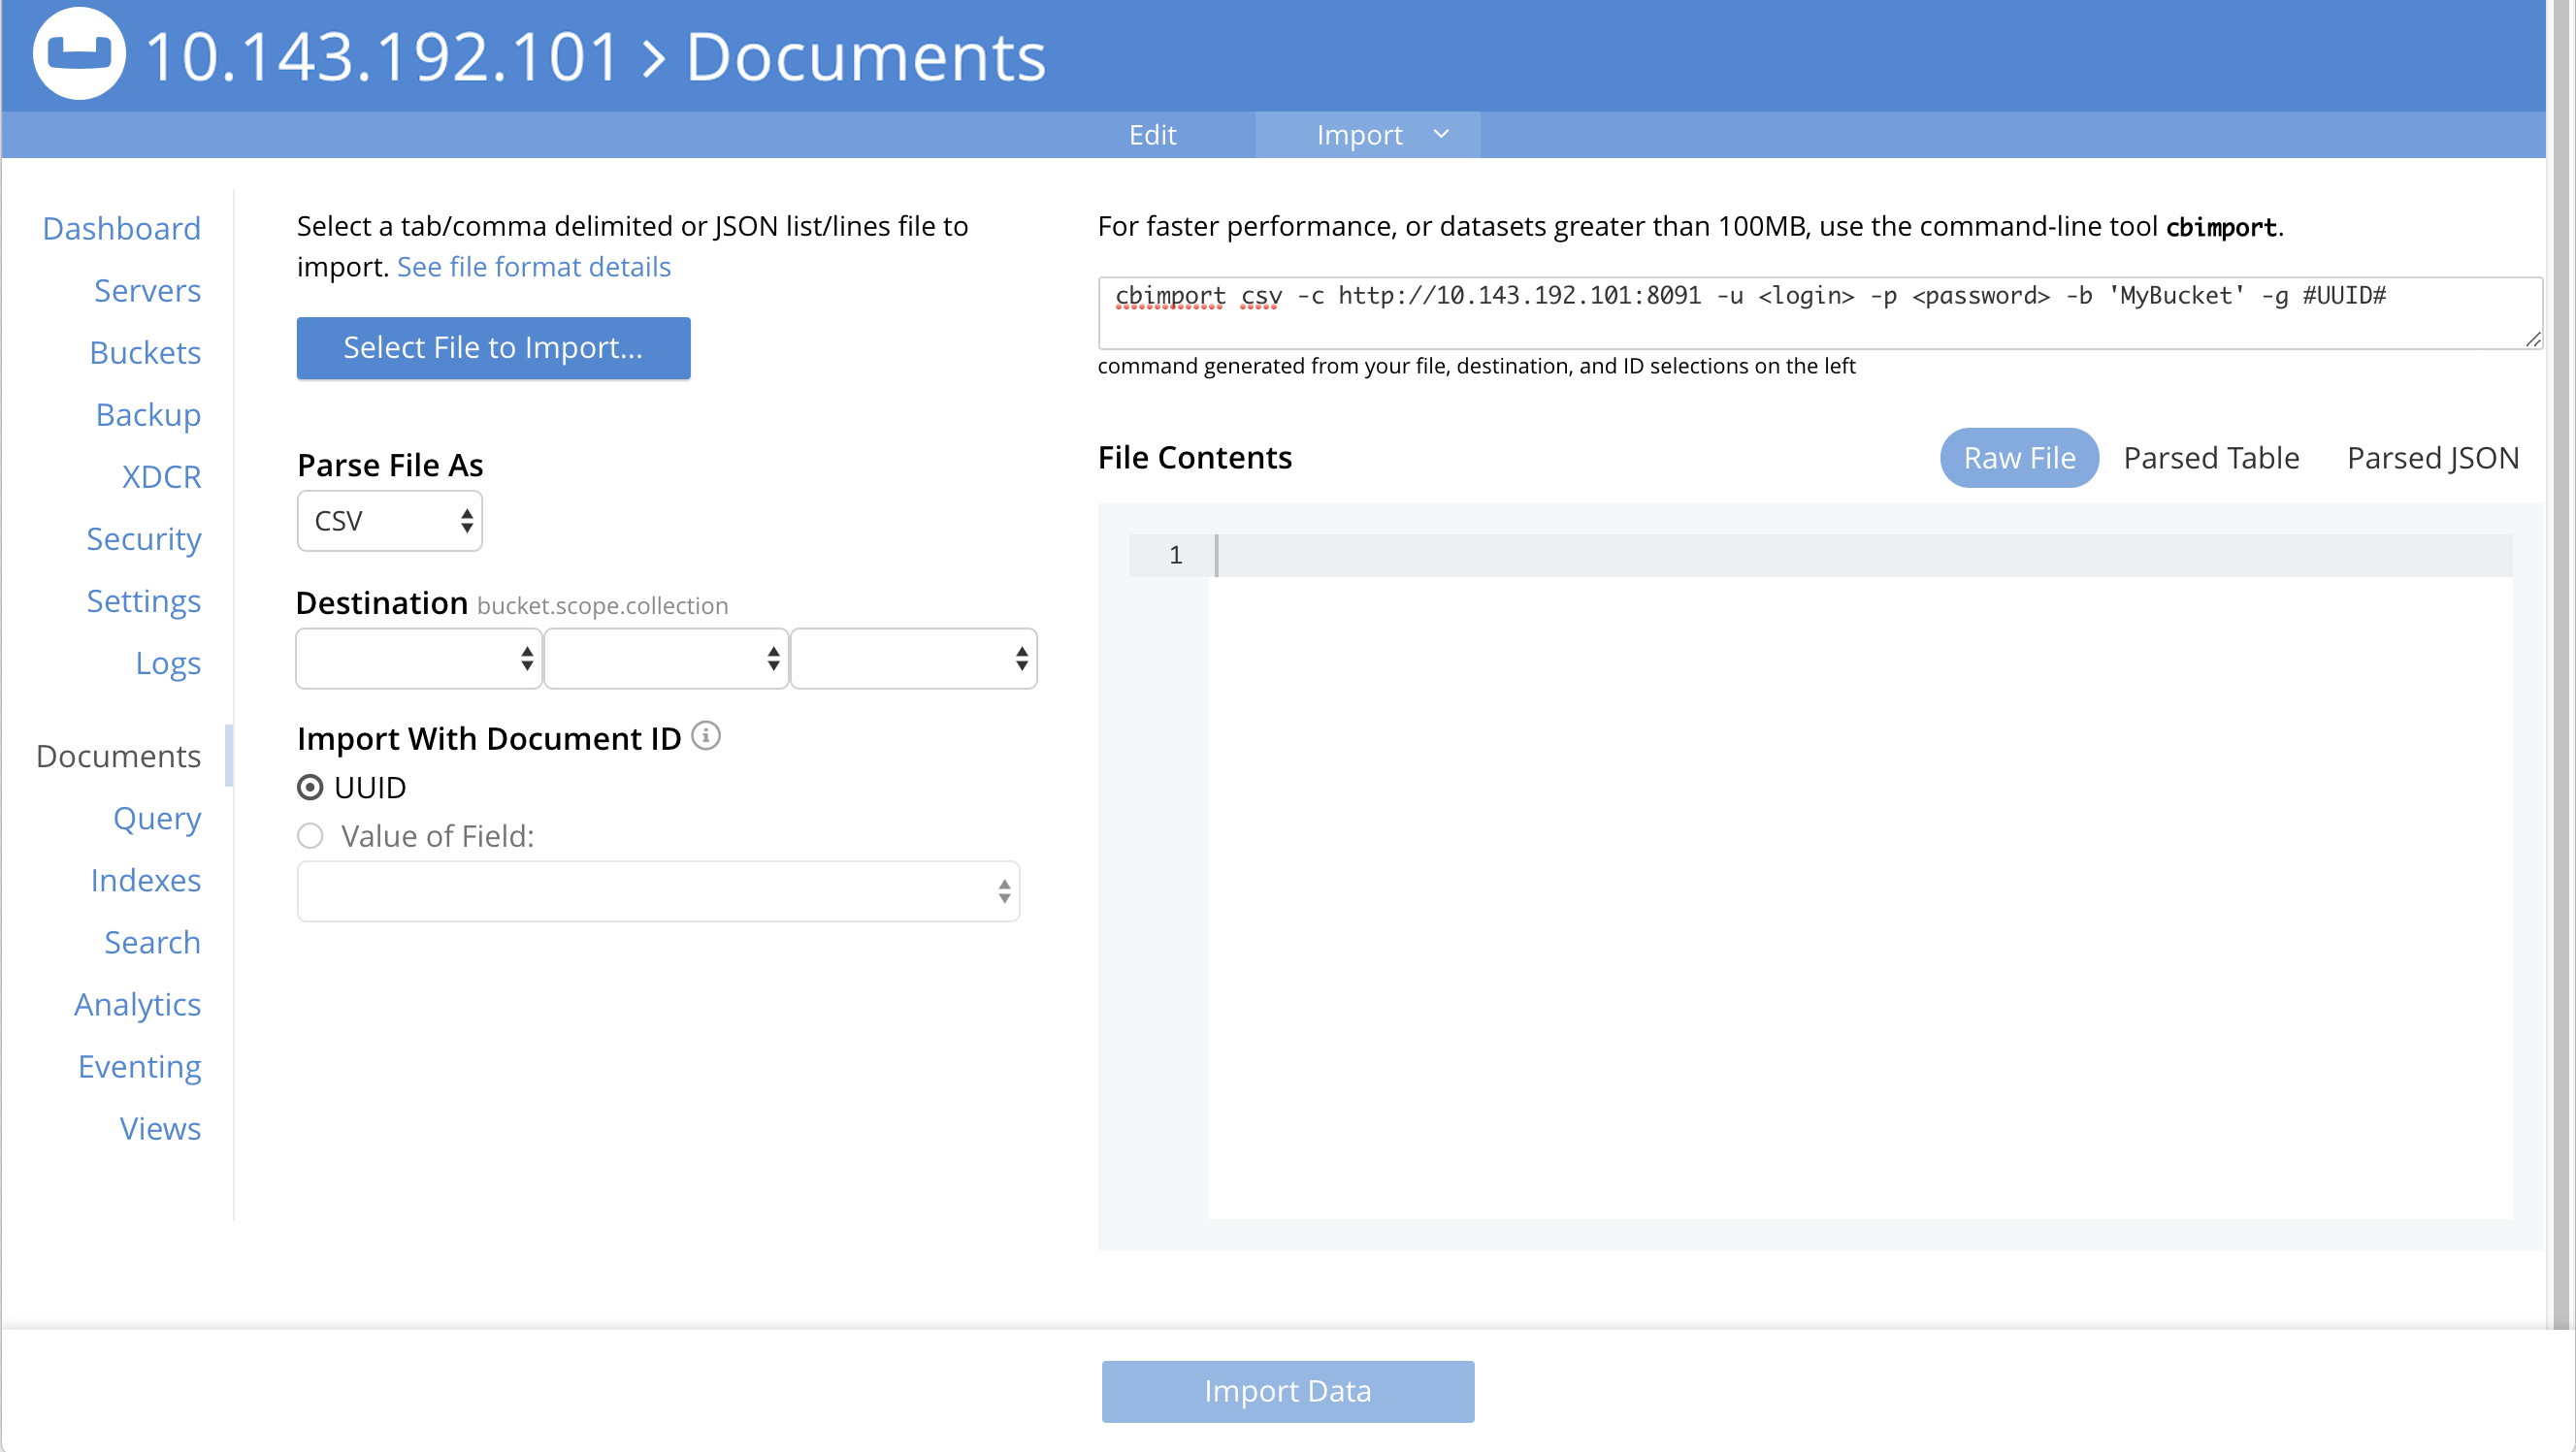 10.143.192.101 > Documents
Edit
Import
Dashboard
Servers
Buckets
Backup
XDCR
Security
Settings
Logs
Documents
Query
Indexes
Search
Analytics
Eventing
Views
Select a tab/comma delimited or JSON list/lines file to
import. See file format details
Select File to Import...
Parse File As
CSV
Destination bucket.scope.collection
Import With Document ID
UUID
Value of Field:
For faster performance, or datasets greater than 100MB, use the command-line tool cbimport.
cbimport csv -c http://10.143.192.101:8091 -u <login> -p <password> -b 'MyBucket' -g #UUID#
command generated from your file, destination, and ID selections on the left
File Contents
Raw File
Parsed Table
Parsed JSON
1
Import Data